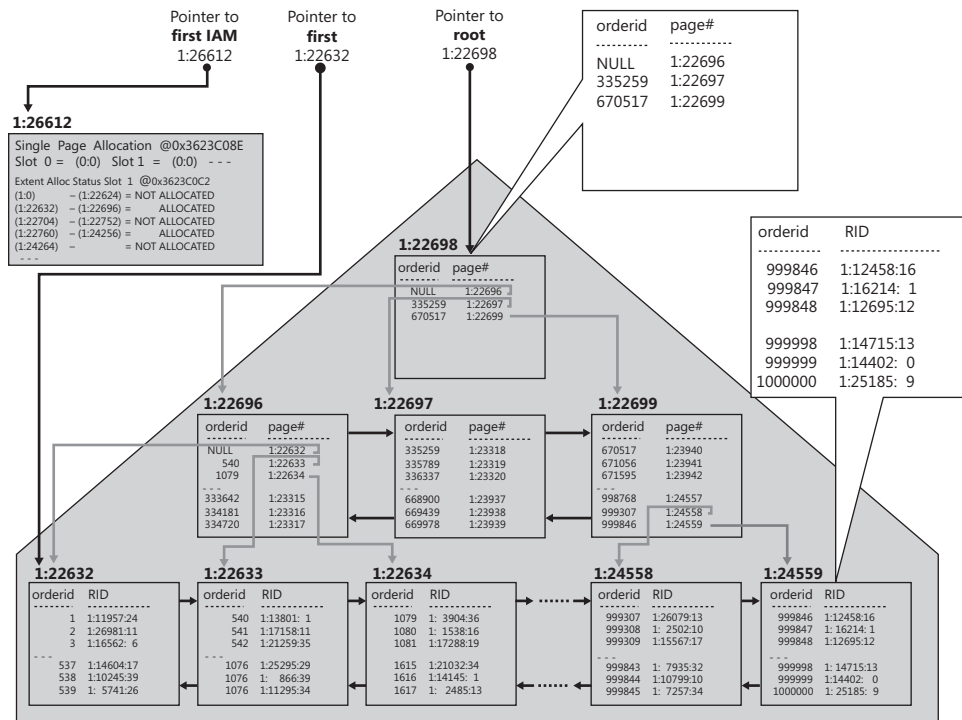 Pointer to
first IAM
1:26612
Pointer to
first
1:22632
Pointer to
root
1:22698
orderid page#
NULL 1:22696
335259 1:22697
670517 1:22699
1:26612
Single Page Allocation @0x3623C08E
Slot 0 = (0:0) Slot 1 = (0:0) - - -
Extent Alloc Status Slot 1 @0x3623C0C2
(1:0) – (1:22624) = NOT ALLOCATED
(1:22632) – (1:22696) = ALLOCATED
(1:22704) – (1:22752) = NOT ALLOCATED
(1:22760) – (1:24256) = ALLOCATED
(1:24264) – = NOT ALLOCATED
- - -
orderid RID
999846 1:12458:16
999847 1:16214: 1
999848 1:12695:12
999998 1:14715:13
999999 1:14402: 0
1000000 1:25185: 9
1:22698
orderid page#
NULL 1:22696
335259 1:22697
670517 1:22699
1:22696
orderid page#
NULL 1:22632
540 1:22633
1079 1:22634
- - -
333642 1:23315
334181 1:23316
334720 1:23317
1:22697
orderid page#
335259 1:23318
335789 1:23319
336337 1:23320
- - -
668900 1:23937
669439 1:23938
669978 1:23939
1:22699
orderid page#
670517 1:23940
671056 1:23941
671595 1:23942
- - -
998768 1:24557
999307 1:24558
999846 1:24559
1:22632
orderid RID
1 1:11957:24
2 1:26981:11
3 1:16562: 6
- - -
537 1:14604:17
538 1:10245:39
539 1: 5741:26
1:22633
orderid RID
540 1:13801: 1
541 1:17158:11
542 1:21259:35
- - -
1076 1:25295:29
1076 1: 866:39
1076 1:11295:34
1:22634
orderid RID
1079 1: 3904:36
1080 1: 1538:16
1081 1:17288:19
- - -
1615 1:21032:34
1616 1:14145: 1
1617 1: 2485:13
1:24558
orderid RID
999307 1:26079:13
999308 1: 2502:10
999309 1:15567:17
- - -
999843 1: 7935:32
999844 1:10799:10
999845 1: 7257:34
1:24559
orderid RID
999846 1:12458:16
999847 1: 16214: 1
999848 1:12695:12
- - -
999998 1: 14715:13
999999 1:14402: 0
1000000 1: 25185: 9